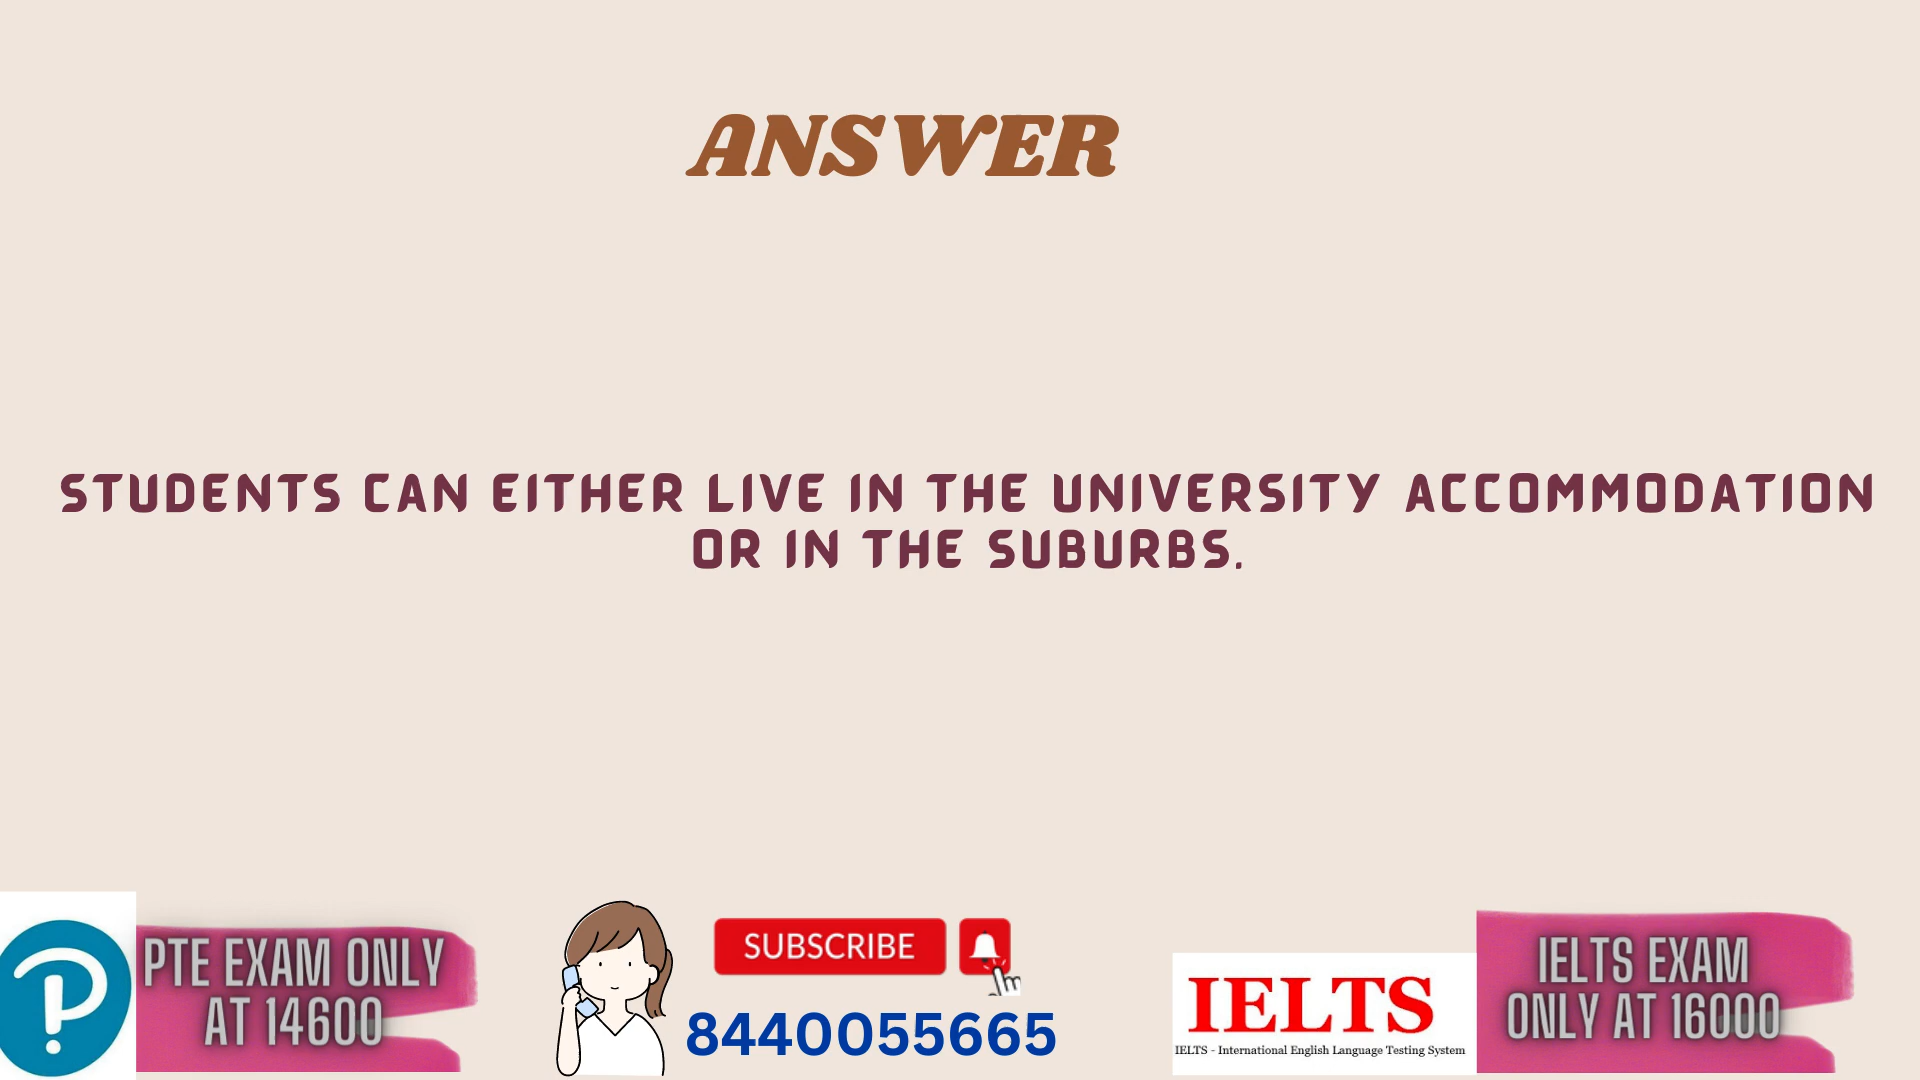 ANSWER
STUDENTS CAN EITHER LIVE IN THE UNIVERSITY ACCOMMODATION
OR IN THE SUBURBS.
PTE EXAM ONLY
AT 14600
SUBSCRIBE
8440055665
IELTS
IELTS - International English Language Testing System
IELTS EXAM
ONLY AT 16000